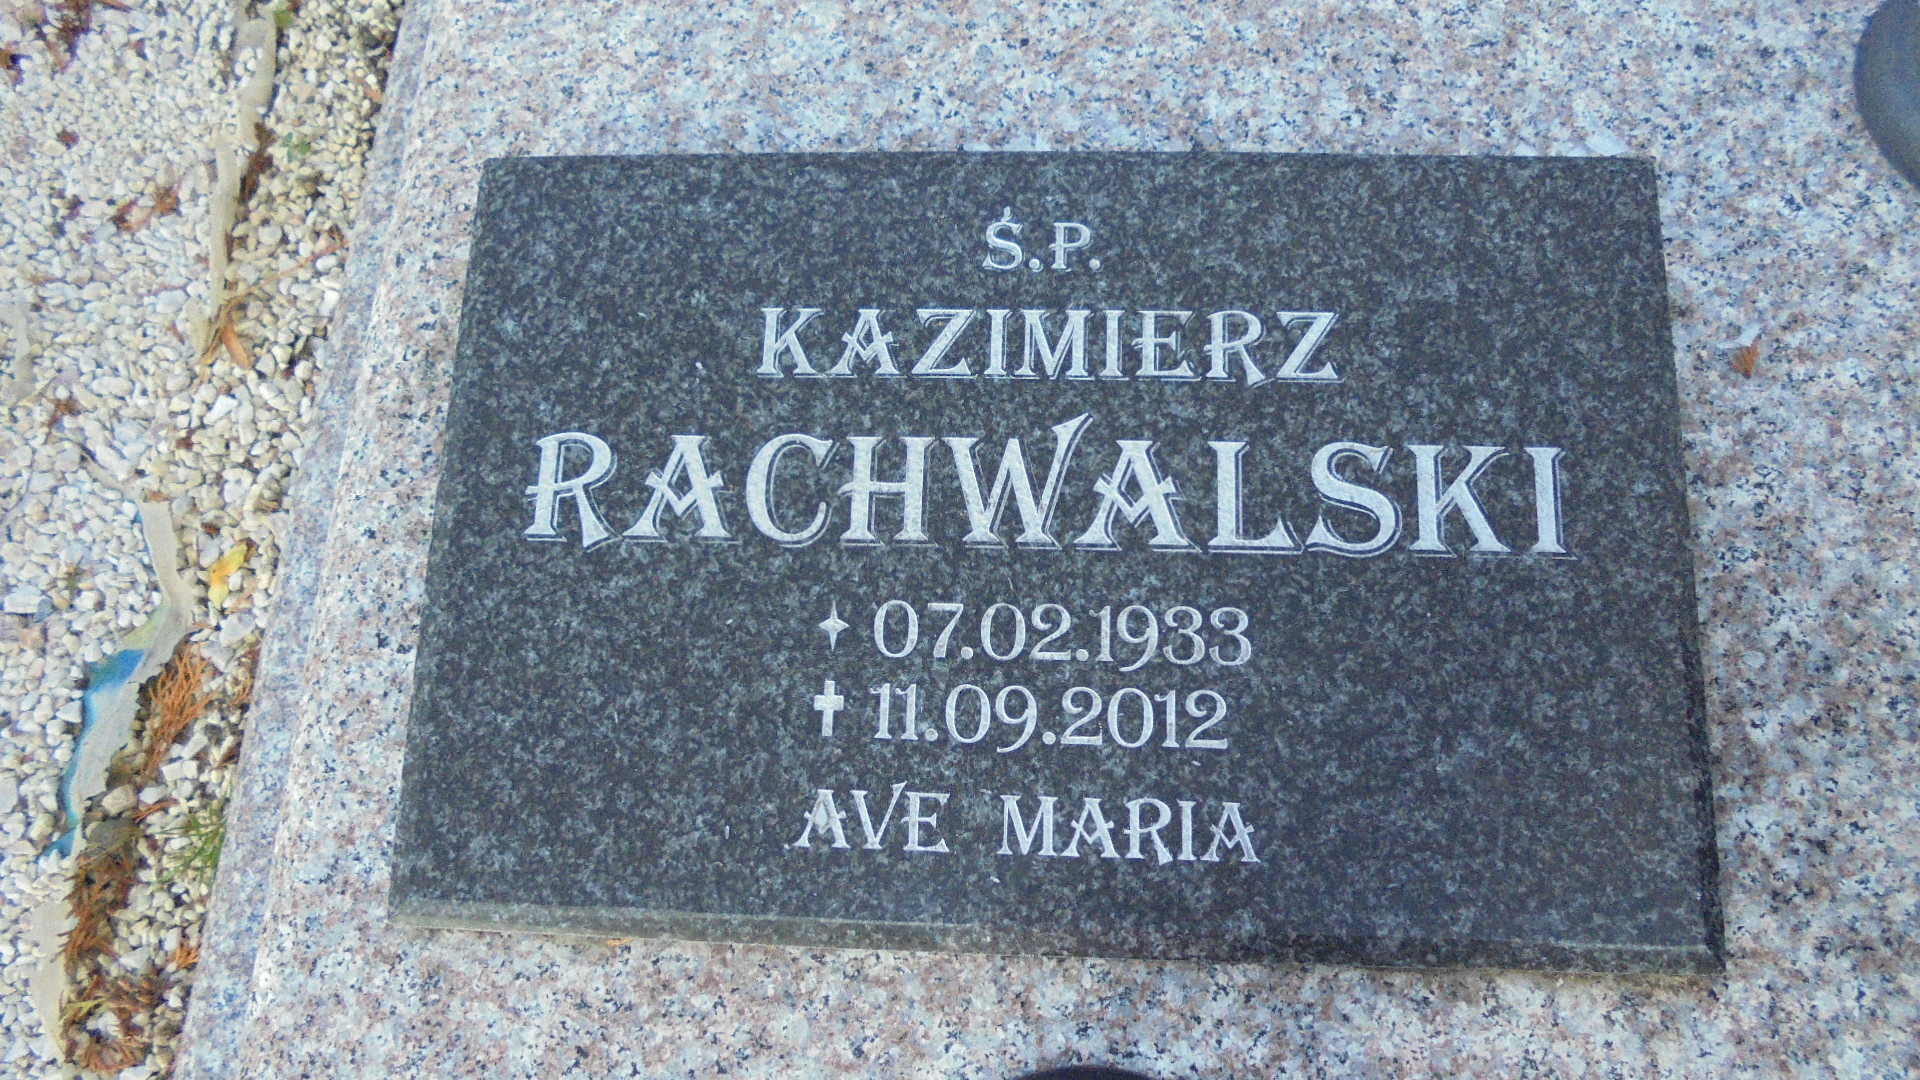 Ś.P.
KAZIMIERZ
RACHWALSKI
✦ 07.02.1933
✝ 11.09.2012
AVE MARIA